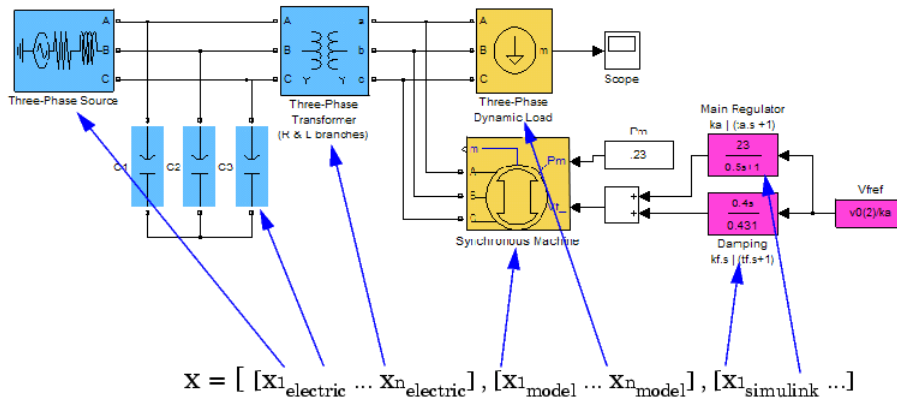 A
B
C
Three-Phase Source
A
B
C
a
b
c
Y Y
Three-Phase
Transformer
(R & L branches)
A
B
C
m
Three-Phase
Dynamic Load
Scope
C1
C2
C3
m
A
B
C
Pm
Vf_
Synchronous Machine
Pm
.23
+
+
Main Regulator
ka | (:a.s +1)
23
0.5s+1
0.4s
0.431
Damping
kf.s | (tf.s+1)
Vfref
v0(2)/ka
x = [ [x1electric ... xnelectric] , [x1model ... xnmodel] , [x1simulink ...]